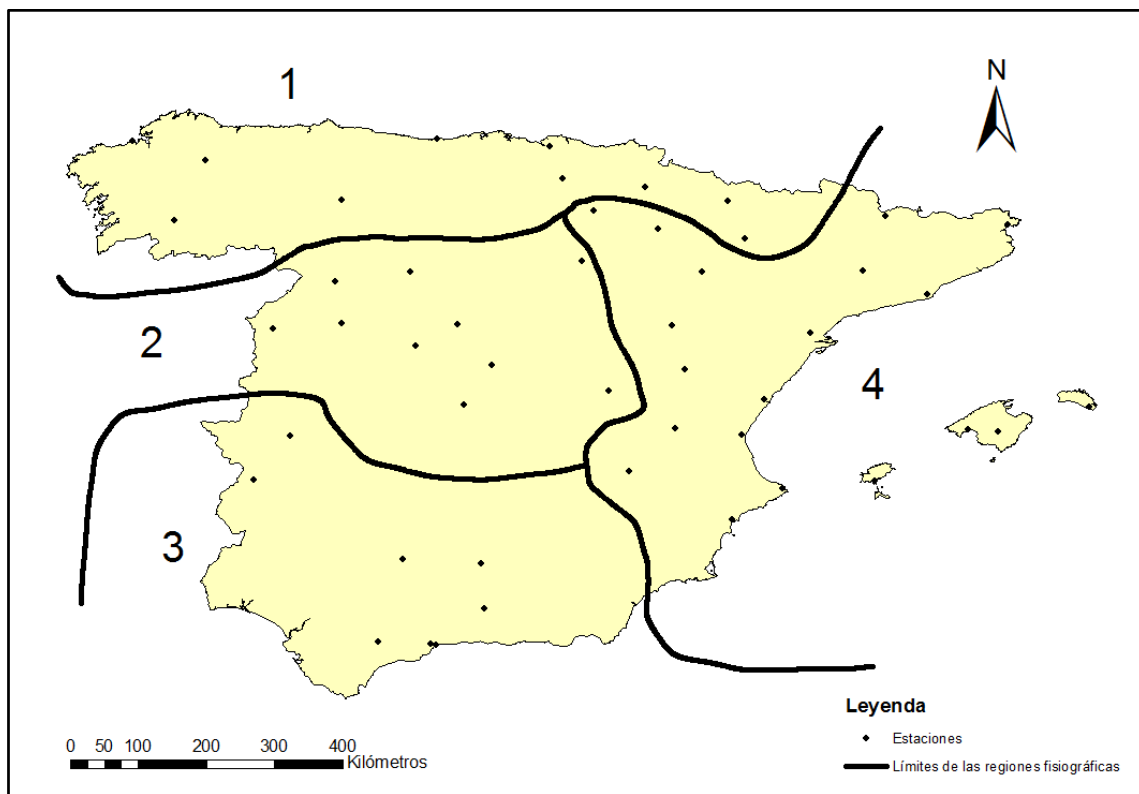 1
N
2
4
3
Leyenda
Estaciones
0 50 100 200 300 400
Kilómetros
Límites de las regiones fisiográficas